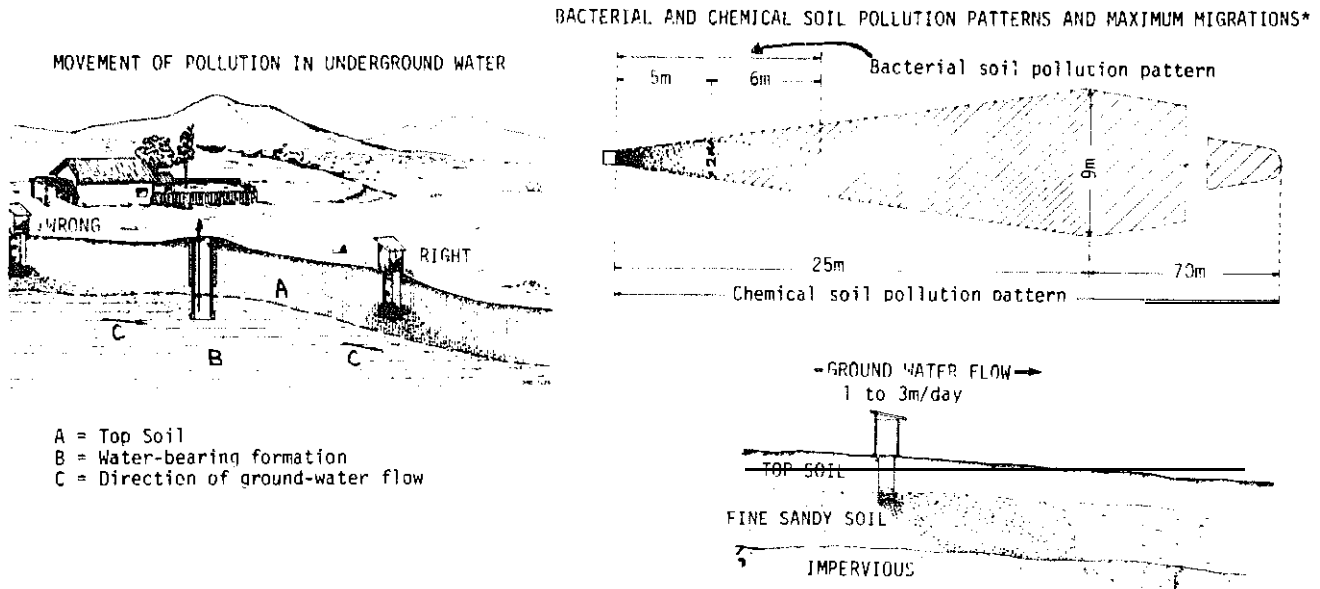 BACTERIAL AND CHEMICAL SOIL POLLUTION PATTERNS AND MAXIMUM MIGRATIONS*
MOVEMENT OF POLLUTION IN UNDERGROUND WATER
Bacterial soil pollution pattern
5m
6m
2m
9m
25m
70m
Chemical soil pollution pattern
WRONG
RIGHT
A
C
B
C
A = Top Soil
B = Water-bearing formation
C = Direction of ground-water flow
GROUND WATER FLOW
1 to 3m/day
TOP SOIL
FINE SANDY SOIL
IMPERVIOUS